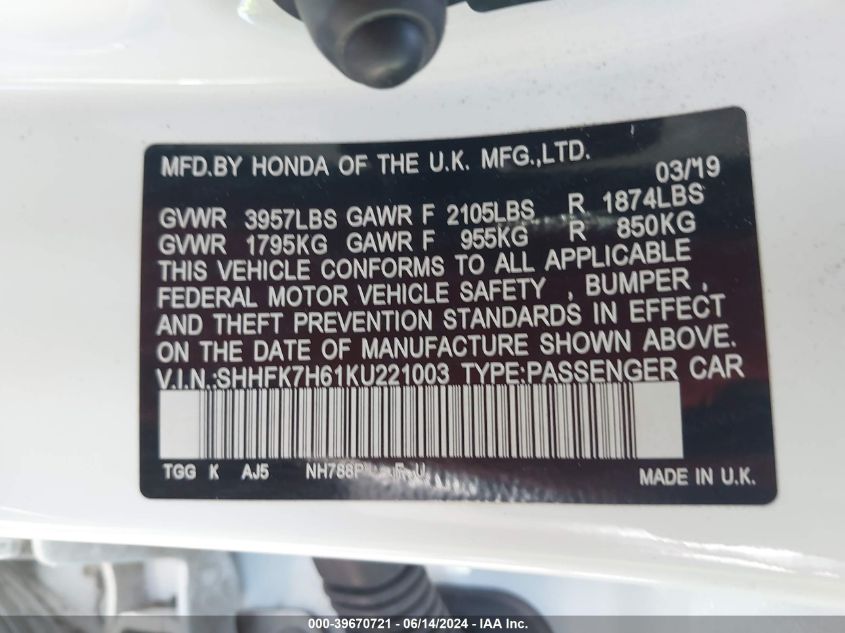 MFD.BY HONDA OF THE U.K. MFG.,LTD. 03/19
GVWR 3957LBS GAWR F 2105LBS R 1874LBS
GVWR 1795KG GAWR F 955KG R 850KG
THIS VEHICLE CONFORMS TO ALL APPLICABLE
FEDERAL MOTOR VEHICLE SAFETY , BUMPER ,
AND THEFT PREVENTION STANDARDS IN EFFECT
ON THE DATE OF MANUFACTURE SHOWN ABOVE.
V.I.N.:SHHFK7H61KU221003 TYPE:PASSENGER CAR
TGG K AJ5 U MADE IN U.K.
000-39670721 - 06/14/2024 - IAA Inc.